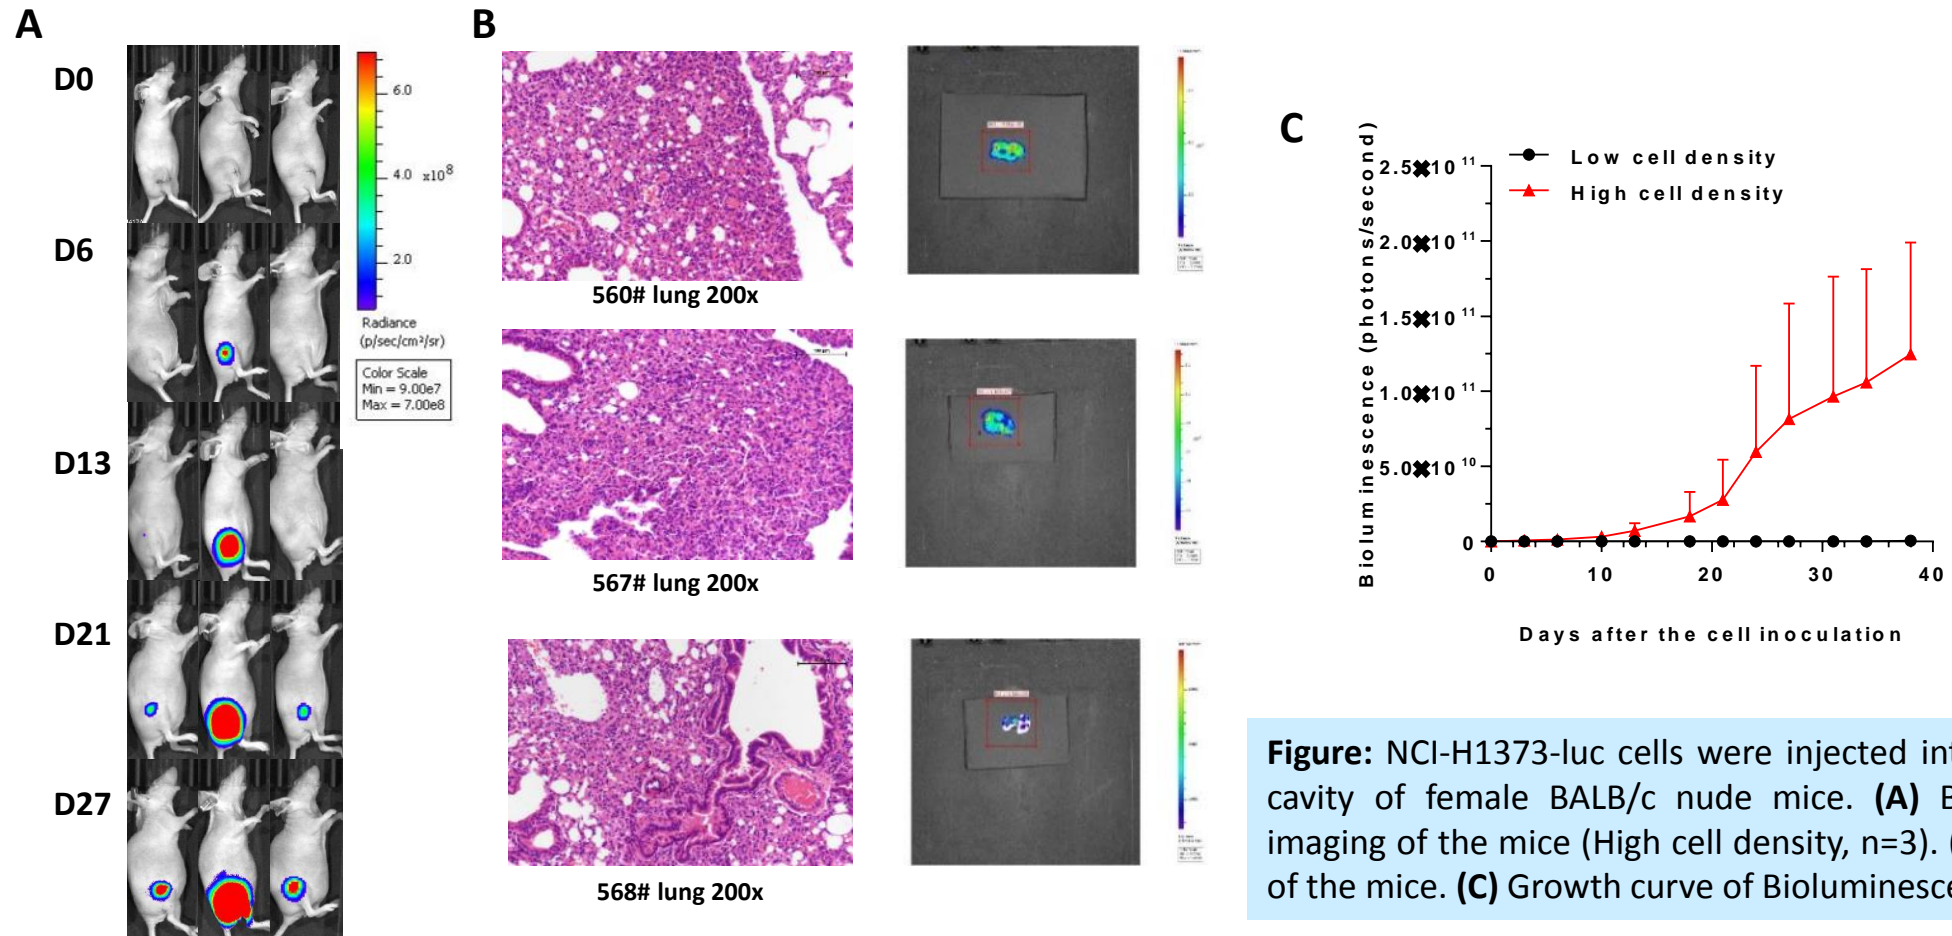 A
D0
D6
D13
D21
D27
6.0
4.0 x10⁸
2.0
Radiance
(p/sec/cm²/sr)
Color Scale
Min = 9.00e7
Max = 7.00e8
B
560# lung 200x
567# lung 200x
568# lung 200x
C
Low cell density
High cell density
Bioluminescence (photons/second)
2.5✖10 11
2.0✖10 11
1.5✖10 11
1.0✖10 11
5.0✖10 10
0
0 10 20 30 40
Days after the cell inoculation
Figure: NCI-H1373-luc cells were injected int
cavity of female BALB/c nude mice. (A) B
imaging of the mice (High cell density, n=3). (
of the mice. (C) Growth curve of Bioluminesce